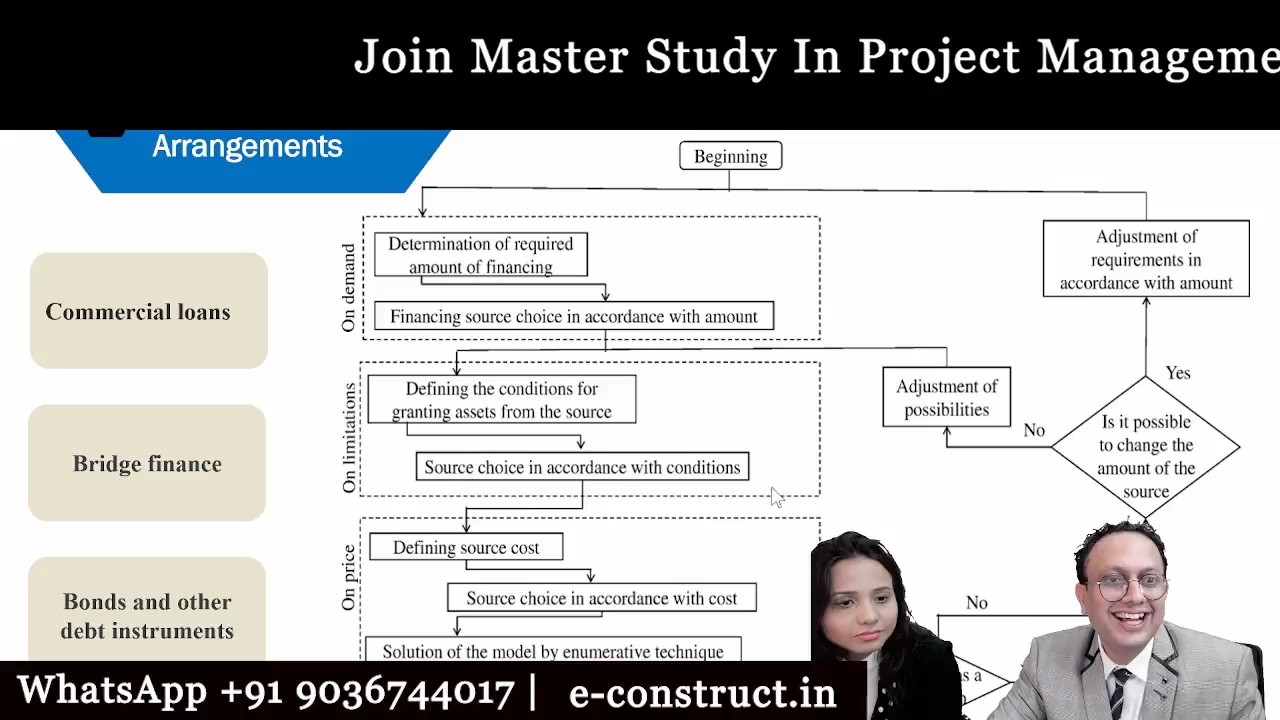 Join Master Study In Project Manageme
Arrangements
Commercial loans
Bridge finance
Bonds and other
debt instruments
Beginning
On demand
Determination of required
amount of financing
Financing source choice in accordance with amount
On limitations
Defining the conditions for
granting assets from the source
Source choice in accordance with conditions
On price
Defining source cost
Source choice in accordance with cost
Solution of the model by enumerative technique
Adjustment of
requirements in
accordance with amount
Adjustment of
possibilities
Yes
No
Is it possible
to change the
amount of the
source
No
WhatsApp +91 9036744017 | e-construct.in